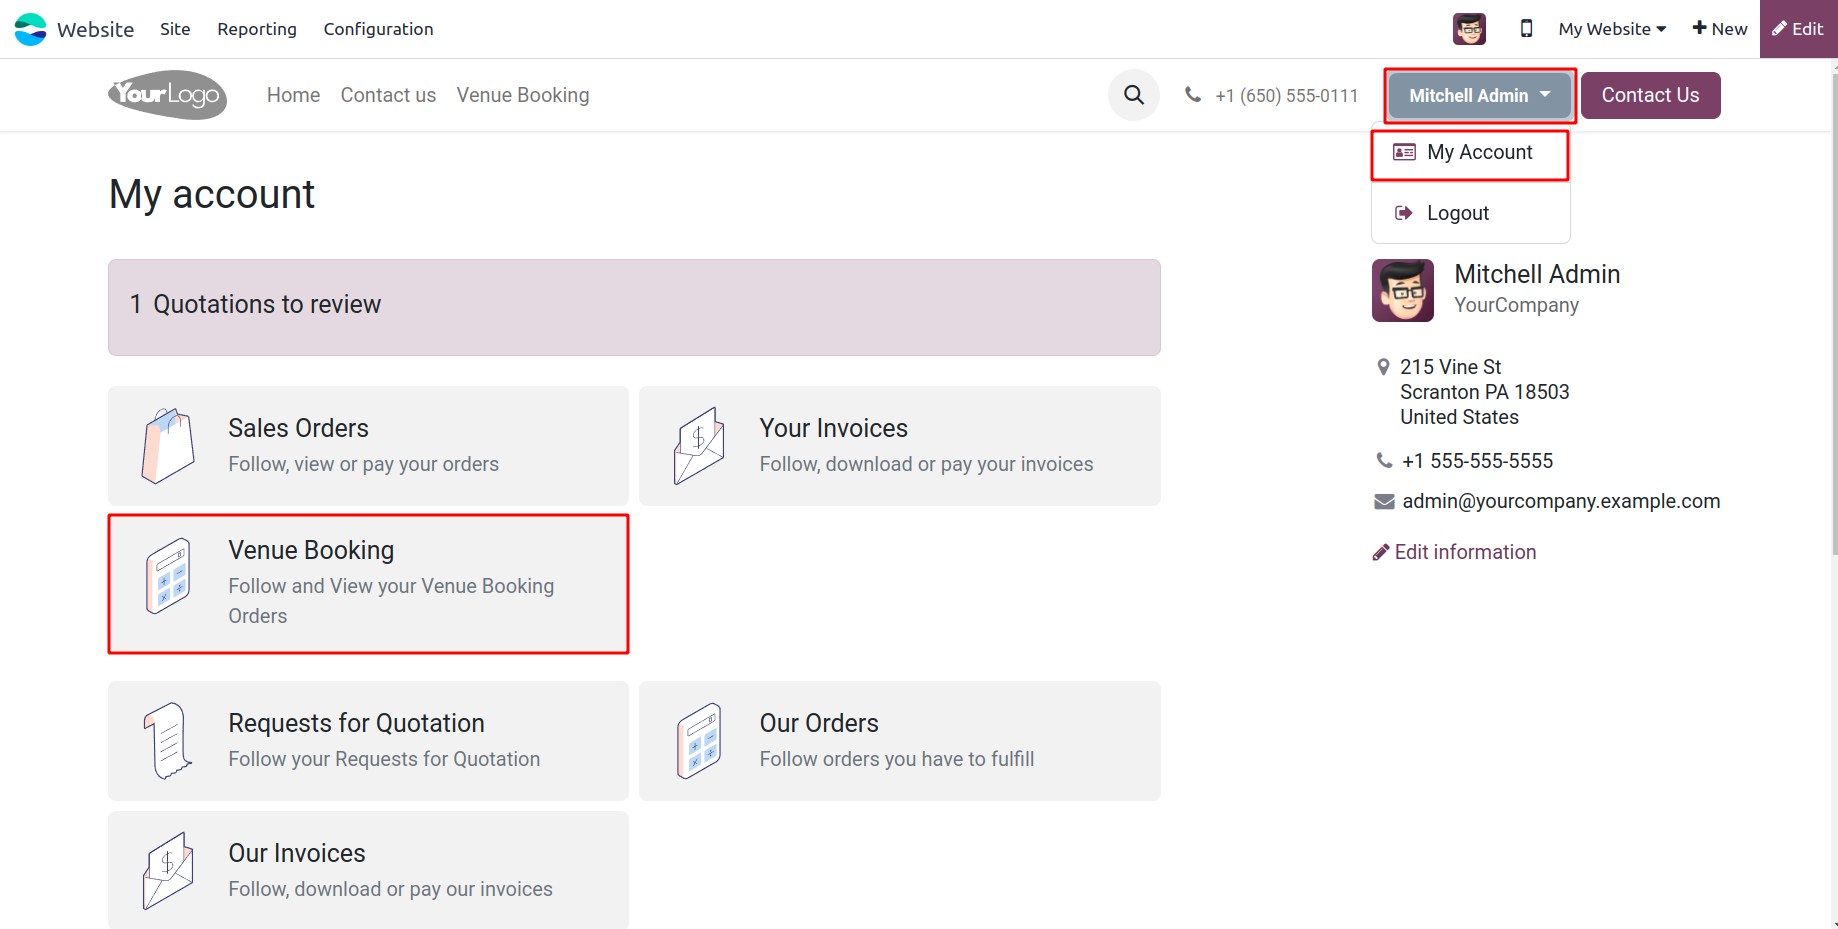 Website Site Reporting Configuration My Website New Edit
YourLogo Home Contact us Venue Booking +1 (650) 555-0111 Mitchell Admin Contact Us
My Account
Logout
My account
1 Quotations to review
Sales Orders
Follow, view or pay your orders
Your Invoices
Follow, download or pay your invoices
Venue Booking
Follow and View your Venue Booking
Orders
Requests for Quotation
Follow your Requests for Quotation
Our Orders
Follow orders you have to fulfill
Our Invoices
Follow, download or pay our invoices
Mitchell Admin
YourCompany
215 Vine St
Scranton PA 18503
United States
+1 555-555-5555
admin@yourcompany.example.com
Edit information